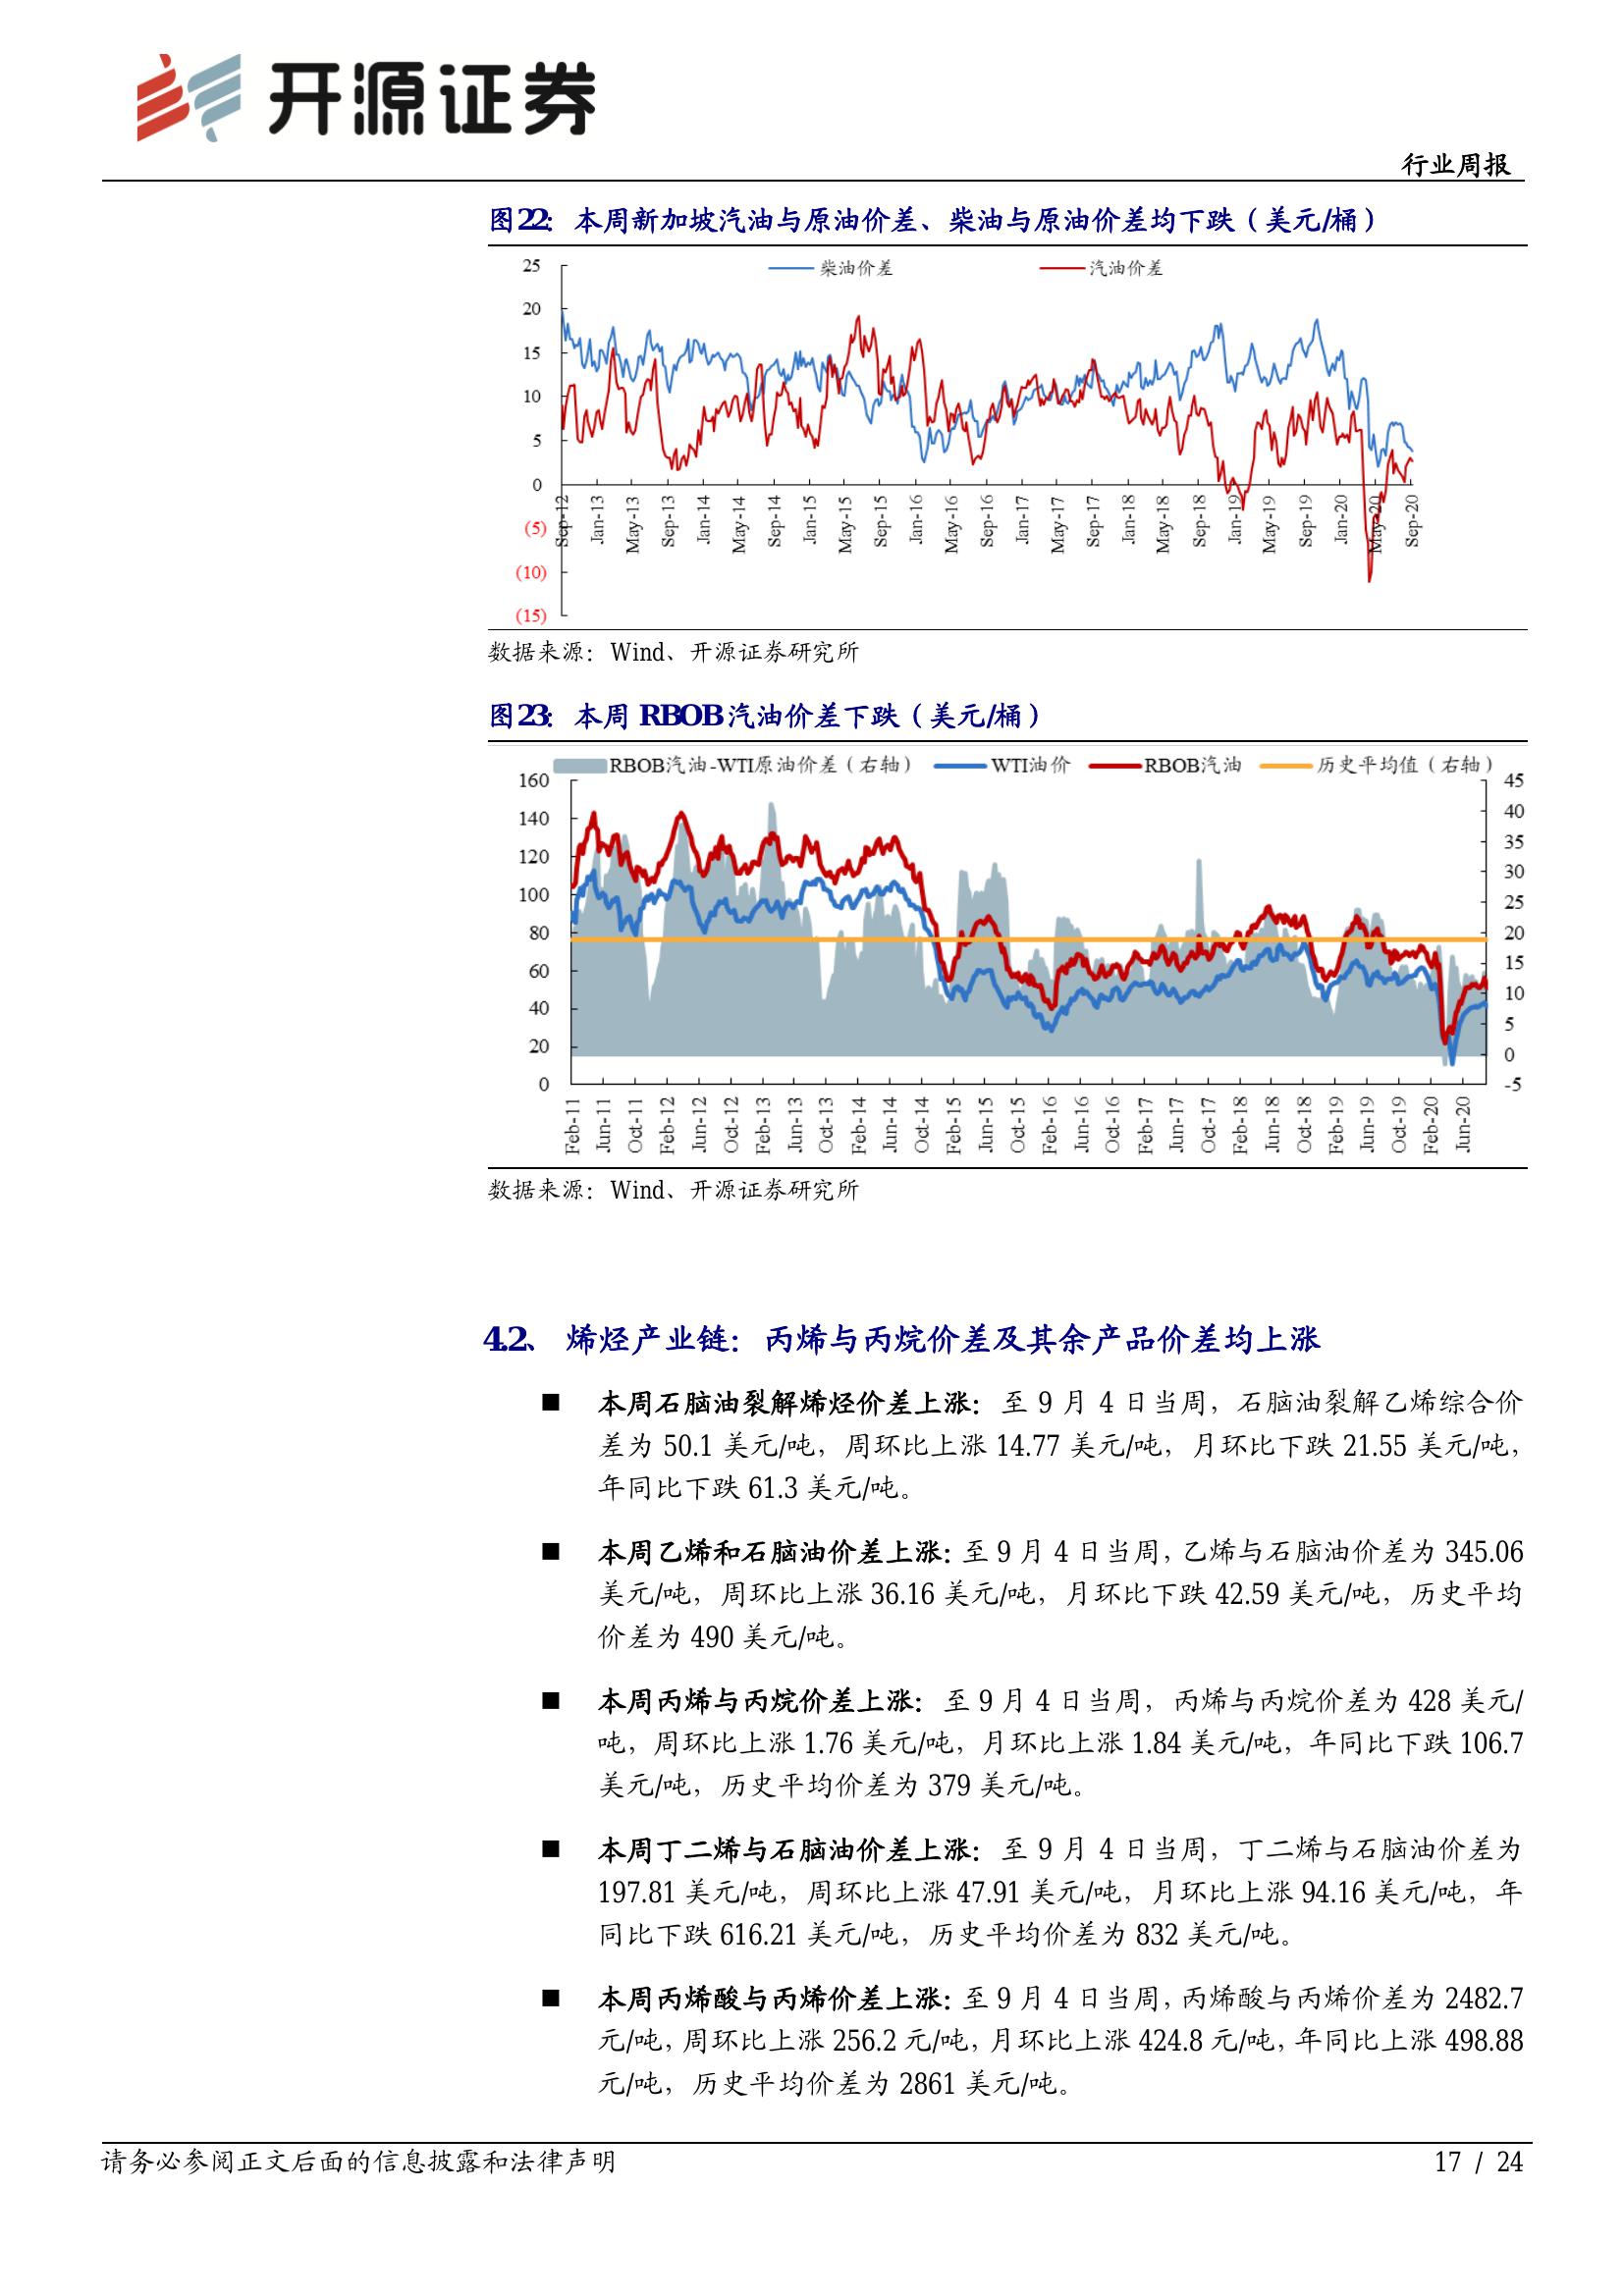 开源证券
行业周报
图22：本周新加坡汽油与原油价差、柴油与原油价差均下跌（美元/桶）
柴油价差 汽油价差
25
20
15
10
5
0
(5)
(10)
(15)
Sep-12 Jan-13 May-13 Sep-13 Jan-14 May-14 Sep-14 Jan-15 May-15 Sep-15 Jan-16 May-16 Sep-16 Jan-17 May-17 Sep-17 Jan-18 May-18 Sep-18 Jan-19 May-19 Sep-19 Jan-20 May-20 Sep-20
数据来源：Wind、开源证券研究所
图23：本周 RBOB 汽油价差下跌（美元/桶）
RBOB汽油-WTI原油价差（右轴） WTI油价 RBOB汽油 历史平均值（右轴）
160
140
120
100
80
60
40
20
0
45
40
35
30
25
20
15
10
5
0
-5
Feb-11 Jun-11 Oct-11 Feb-12 Jun-12 Oct-12 Feb-13 Jun-13 Oct-13 Feb-14 Jun-14 Oct-14 Feb-15 Jun-15 Oct-15 Feb-16 Jun-16 Oct-16 Feb-17 Jun-17 Oct-17 Feb-18 Jun-18 Oct-18 Feb-19 Jun-19 Oct-19 Feb-20 Jun-20
数据来源：Wind、开源证券研究所
4.2、 烯烃产业链：丙烯与丙烷价差及其余产品价差均上涨
■ 本周石脑油裂解烯烃价差上涨：至 9 月 4 日当周，石脑油裂解乙烯综合价
差为 50.1 美元/吨，周环比上涨 14.77 美元/吨，月环比下跌 21.55 美元/吨，
年同比下跌 61.3 美元/吨。
■ 本周乙烯和石脑油价差上涨：至 9 月 4 日当周，乙烯与石脑油价差为 345.06
美元/吨，周环比上涨 36.16 美元/吨，月环比下跌 42.59 美元/吨，历史平均
价差为 490 美元/吨。
■ 本周丙烯与丙烷价差上涨：至 9 月 4 日当周，丙烯与丙烷价差为 428 美元/
吨，周环比上涨 1.76 美元/吨，月环比上涨 1.84 美元/吨，年同比下跌 106.7
美元/吨，历史平均价差为 379 美元/吨。
■ 本周丁二烯与石脑油价差上涨：至 9 月 4 日当周，丁二烯与石脑油价差为
197.81 美元/吨，周环比上涨 47.91 美元/吨，月环比上涨 94.16 美元/吨，年
同比下跌 616.21 美元/吨，历史平均价差为 832 美元/吨。
■ 本周丙烯酸与丙烯价差上涨：至 9 月 4 日当周，丙烯酸与丙烯价差为 2482.7
元/吨，周环比上涨 256.2 元/吨，月环比上涨 424.8 元/吨，年同比上涨 498.88
元/吨，历史平均价差为 2861 美元/吨。
请务必参阅正文后面的信息披露和法律声明
17 / 24